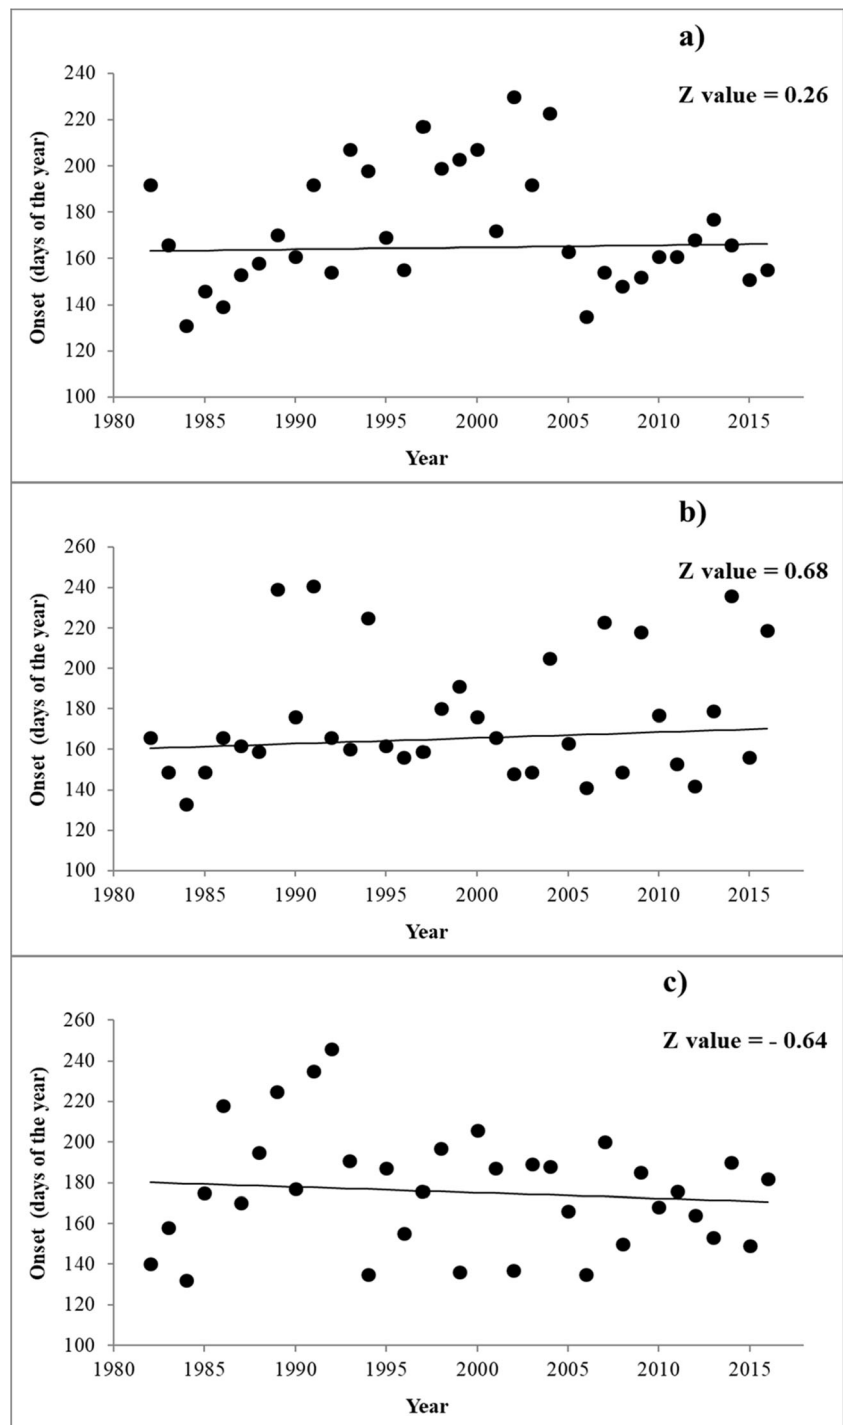 a)
Z value = 0.26
240
220
200
180
160
140
120
100
Onset (days of the year)
1980 1985 1990 1995 2000 2005 2010 2015
Year
b)
Z value = 0.68
260
240
220
200
180
160
140
120
100
Onset (days of the year)
1980 1985 1990 1995 2000 2005 2010 2015
Year
c)
Z value = - 0.64
260
240
220
200
180
160
140
120
100
Onset (days of the year)
1980 1985 1990 1995 2000 2005 2010 2015
Year